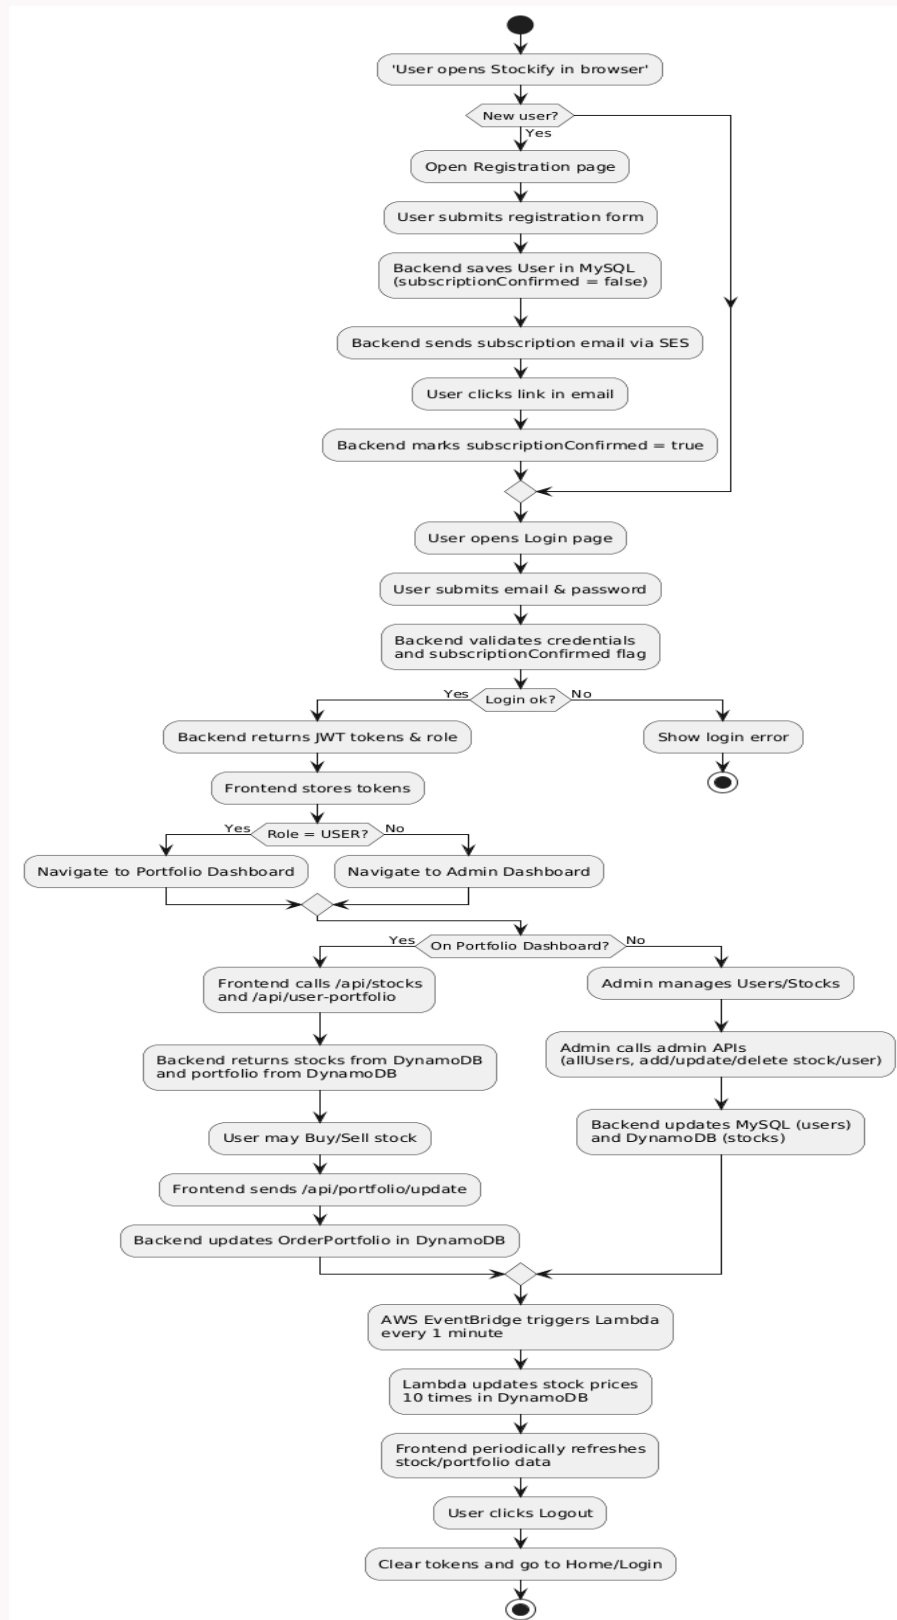 'User opens Stockify in browser'
New user?
Yes
Open Registration page
User submits registration form
Backend saves User in MySQL
(subscriptionConfirmed = false)
Backend sends subscription email via SES
User clicks link in email
Backend marks subscriptionConfirmed = true
User opens Login page
User submits email & password
Backend validates credentials
and subscriptionConfirmed flag
Yes
Login ok?
No
Backend returns JWT tokens & role
Show login error
Frontend stores tokens
Yes
Role = USER?
No
Navigate to Portfolio Dashboard
Navigate to Admin Dashboard
Yes
On Portfolio Dashboard?
No
Frontend calls /api/stocks
and /api/user-portfolio
Admin manages Users/Stocks
Backend returns stocks from DynamoDB
and portfolio from DynamoDB
Admin calls admin APIs
(allUsers, add/update/delete stock/user)
User may Buy/Sell stock
Backend updates MySQL (users)
and DynamoDB (stocks)
Frontend sends /api/portfolio/update
Backend updates OrderPortfolio in DynamoDB
AWS EventBridge triggers Lambda
every 1 minute
Lambda updates stock prices
10 times in DynamoDB
Frontend periodically refreshes
stock/portfolio data
User clicks Logout
Clear tokens and go to Home/Login